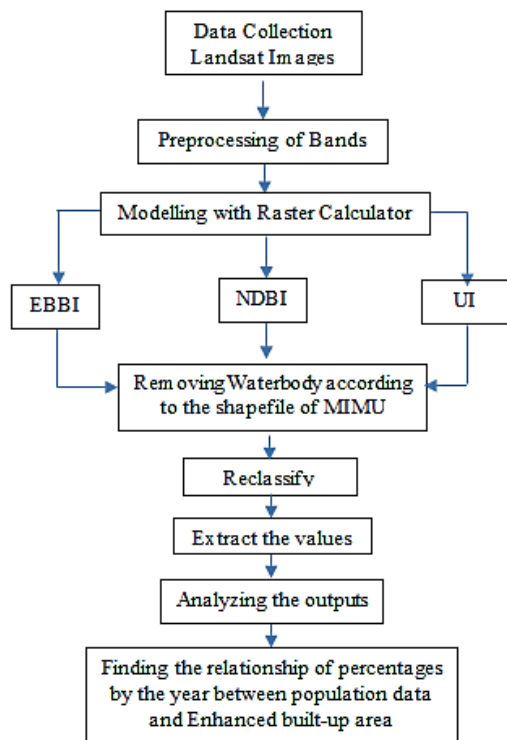 Data Collection
Landsat Images
Preprocessing of Bands
Modelling with Raster Calculator
EBBI
NDBI
UI
Removing Waterbody according
to the shapefile of MIMU
Reclassify
Extract the values
Analyzing the outputs
Finding the relationship of percentages
by the year between population data
and Enhanced built-up area